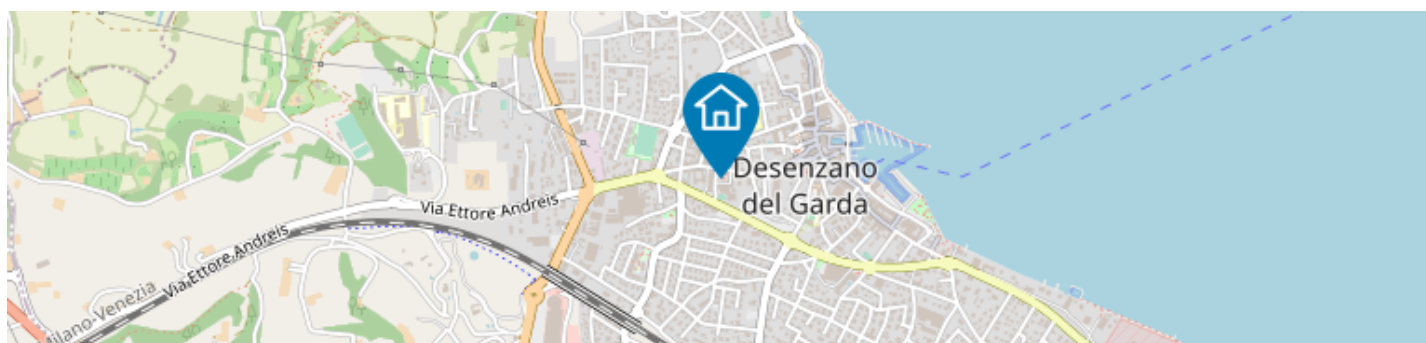 Desenzano
del Garda
Via Ettore Andreis
Via Ettore Andreis
Milano-Venezia